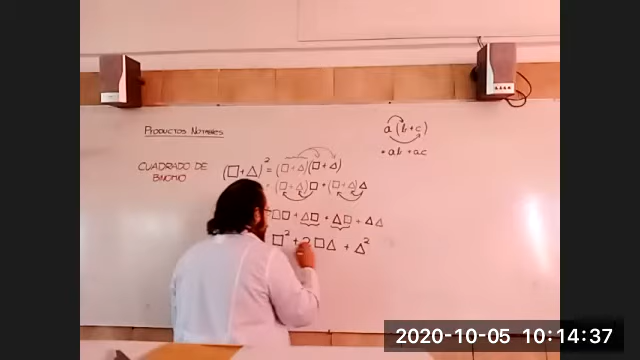 PRODUCTOS NOTABLES
a(b+c)
= ab + ac
CUADRADO DE
BINOMIO
(□+△)² = (□+△)(□+△)
= (□+△)□ + (□+△)△
□□ + △□ + △□ + △△
□² + 2□△ + △²
2020-10-05 10:14:37